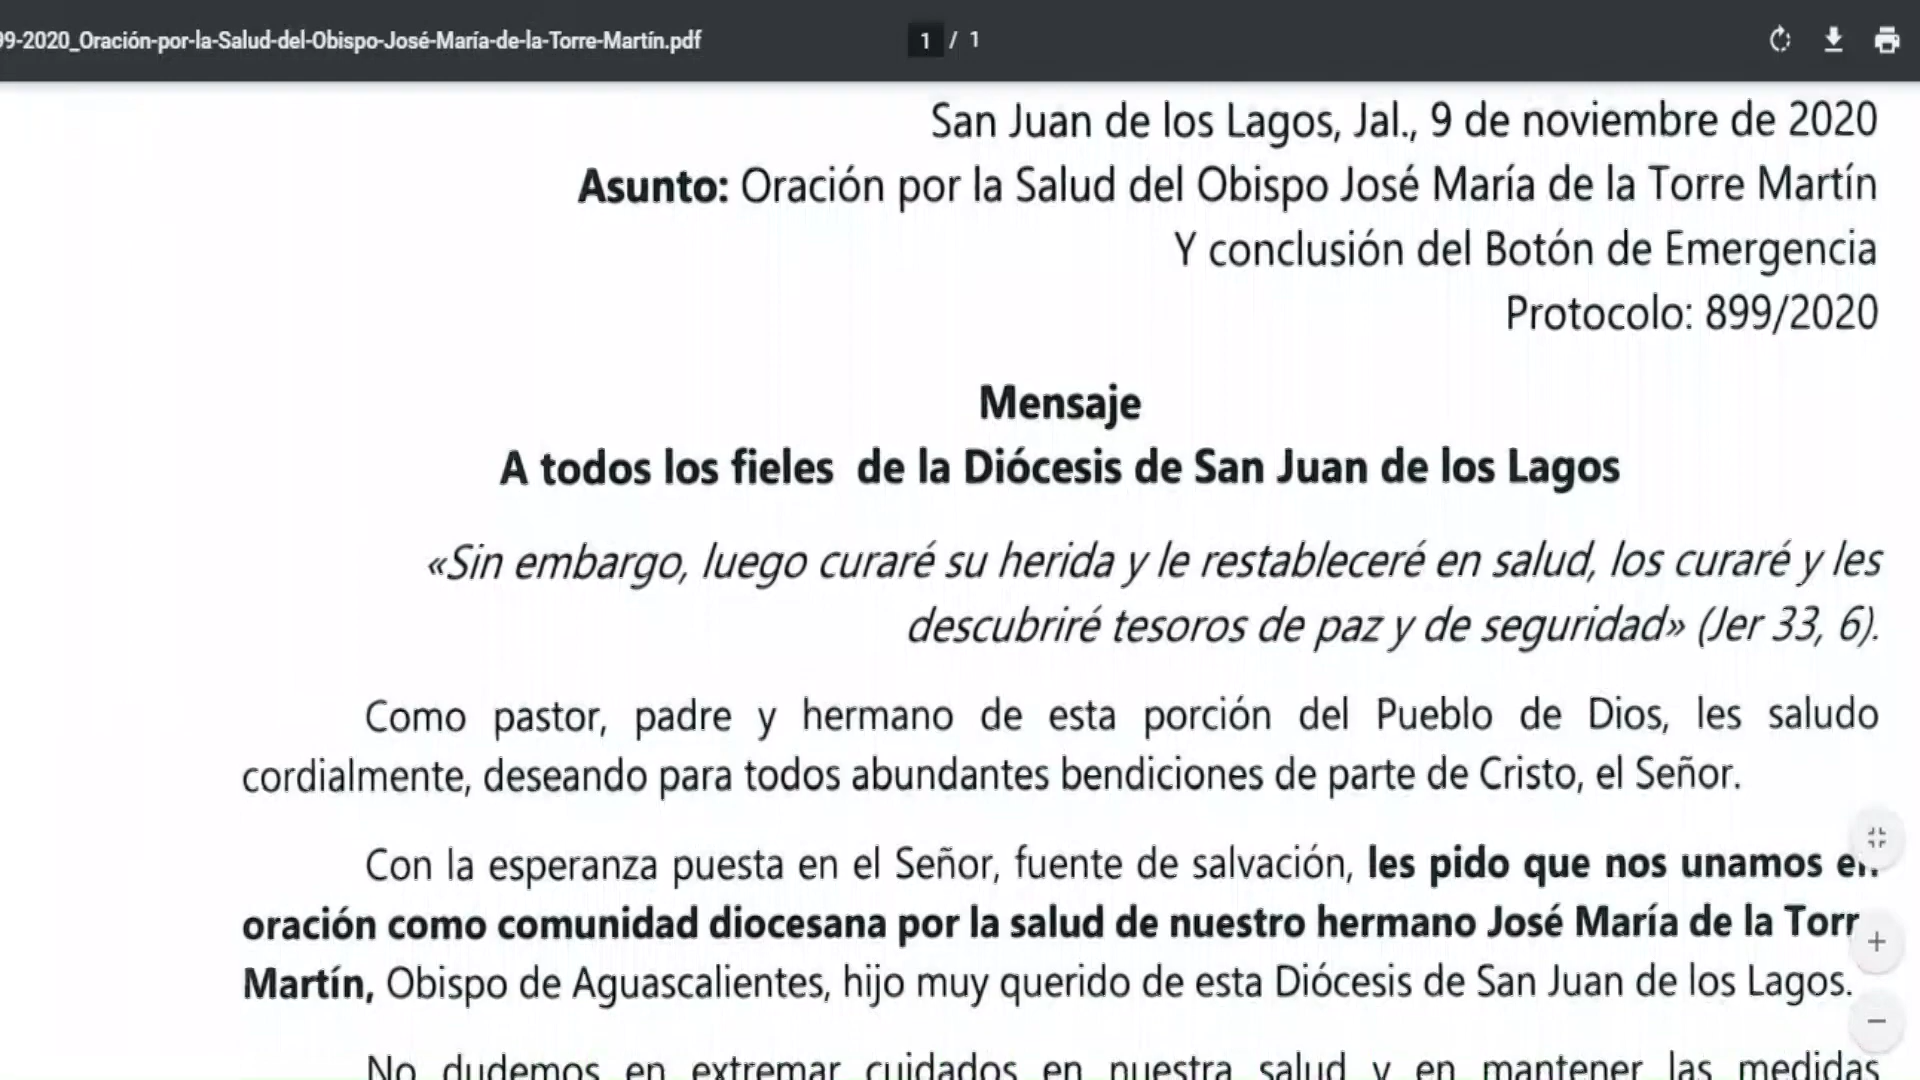 99-2020_Oración-por-la-Salud-del-Obispo-José-María-de-la-Torre-Martín.pdf
1 / 1
San Juan de los Lagos, Jal., 9 de noviembre de 2020
Asunto: Oración por la Salud del Obispo José María de la Torre Martín
Y conclusión del Botón de Emergencia
Protocolo: 899/2020
Mensaje
A todos los fieles de la Diócesis de San Juan de los Lagos
«Sin embargo, luego curaré su herida y le restableceré en salud, los curaré y les
descubriré tesoros de paz y de seguridad» (Jer 33, 6).
Como pastor, padre y hermano de esta porción del Pueblo de Dios, les saludo
cordialmente, deseando para todos abundantes bendiciones de parte de Cristo, el Señor.
Con la esperanza puesta en el Señor, fuente de salvación, les pido que nos unamos en
oración como comunidad diocesana por la salud de nuestro hermano José María de la Torr
Martín, Obispo de Aguascalientes, hijo muy querido de esta Diócesis de San Juan de los Lagos.
No dudemos en extremar cuidados en nuestra salud y en mantener las medidas